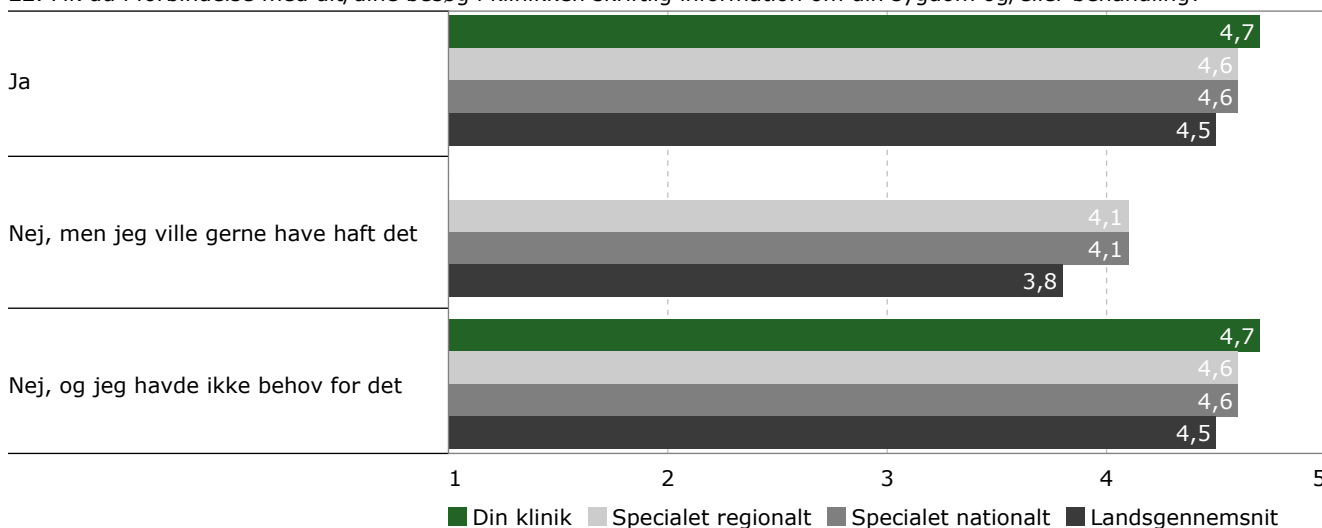 Ja
4,7
4,6
4,6
4,5
Nej, men jeg ville gerne have haft det
4,1
4,1
3,8
Nej, og jeg havde ikke behov for det
4,7
4,6
4,6
4,5
1 2 3 4 5
Din klinik Specialet regionalt Specialet nationalt Landsgennemsnit